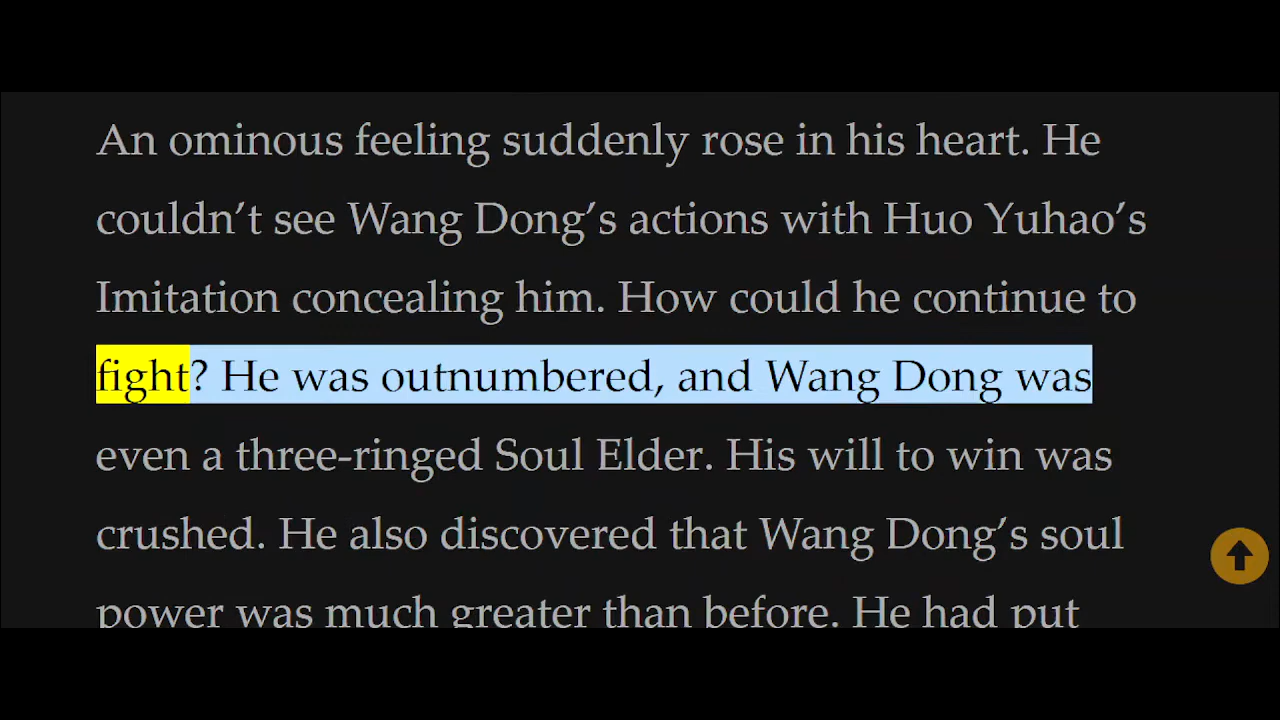 An ominous feeling suddenly rose in his heart. He
couldn’t see Wang Dong’s actions with Huo Yuhao’s
Imitation concealing him. How could he continue to
fight? He was outnumbered, and Wang Dong was
even a three-ringed Soul Elder. His will to win was
crushed. He also discovered that Wang Dong’s soul
power was much greater than before. He had put